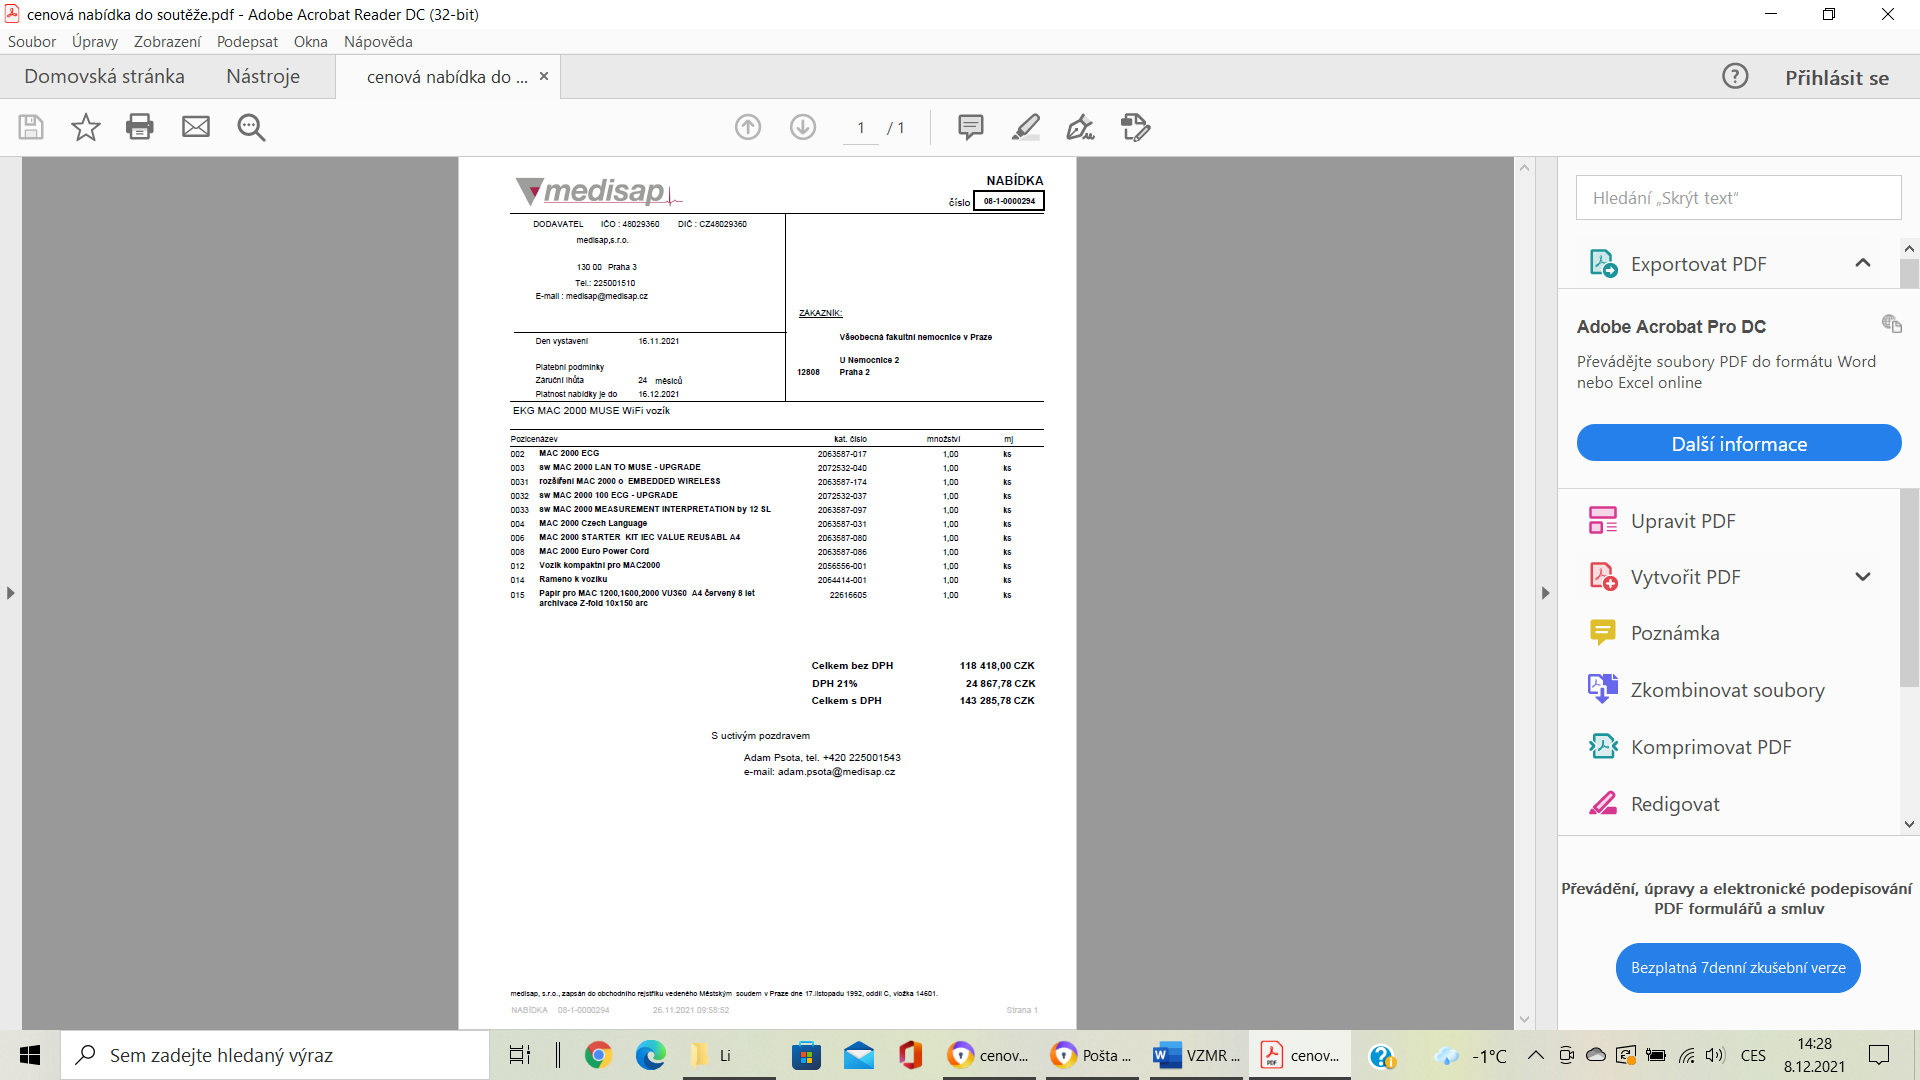 cenová nabídka do soutěže.pdf - Adobe Acrobat Reader DC (32-bit)
Soubor Úpravy Zobrazení Podepsat Okna Nápověda
Domovská stránka Nástroje cenová nabídka do ... × Přihlásit se
1 / 1
medisap
NABÍDKA
číslo 08-1-0000294
DODAVATEL IČO : 48029360 DIČ : CZ48029360
medisap,s.r.o.
130 00 Praha 3
Tel.: 225001510
E-mail : medisap@medisap.cz
ZÁKAZNÍK:
Všeobecná fakultní nemocnice v Praze
U Nemocnice 2
12808 Praha 2
Den vystavení 16.11.2021
Platební podmínky
Záruční lhůta 24 měsíců
Platnost nabídky je do 16.12.2021
EKG MAC 2000 MUSE WiFi vozík
Pozicenázev kat. číslo množství mj
002 MAC 2000 ECG 2063587-017 1,00 ks
003 sw MAC 2000 LAN TO MUSE - UPGRADE 2072532-040 1,00 ks
0031 rozšíření MAC 2000 o EMBEDDED WIRELESS 2063587-174 1,00 ks
0032 sw MAC 2000 100 ECG - UPGRADE 2072532-037 1,00 ks
0033 sw MAC 2000 MEASUREMENT INTERPRETATION by 12 SL 2063587-097 1,00 ks
004 MAC 2000 Czech Language 2063587-031 1,00 ks
006 MAC 2000 STARTER KIT IEC VALUE REUSABL A4 2063587-080 1,00 ks
008 MAC 2000 Euro Power Cord 2063587-086 1,00 ks
012 Vozík kompaktní pro MAC2000 2056556-001 1,00 ks
014 Rameno k vozíku 2064414-001 1,00 ks
015 Papír pro MAC 1200,1600,2000 VU360 A4 červený 8 let 22616605 1,00 ks
archivace Z-fold 10x150 arc
Celkem bez DPH 118 418,00 CZK
DPH 21% 24 867,78 CZK
Celkem s DPH 143 285,78 CZK
S uctivým pozdravem
Adam Psota, tel. +420 225001543
e-mail: adam.psota@medisap.cz
medisap, s.r.o., zapsán do obchodního rejstříku vedeného Městským soudem v Praze dne 17.listopadu 1992, oddíl C, vložka 14601.
NABÍDKA 08-1-0000294 26.11.2021 09:58:52 Strana 1
Hledání „Skrýt text“
Exportovat PDF
Adobe Acrobat Pro DC
Převádějte soubory PDF do formátu Word
nebo Excel online
Další informace
Upravit PDF
Vytvořit PDF
Poznámka
Zkombinovat soubory
Komprimovat PDF
Redigovat
Převádění, úpravy a elektronické podepisování
PDF formulářů a smluv
Bezplatná 7denní zkušební verze
Sem zadejte hledaný výraz Li cenov... Pošta ... VZMR ... cenov... -1°C CES 14:28
8.12.2021